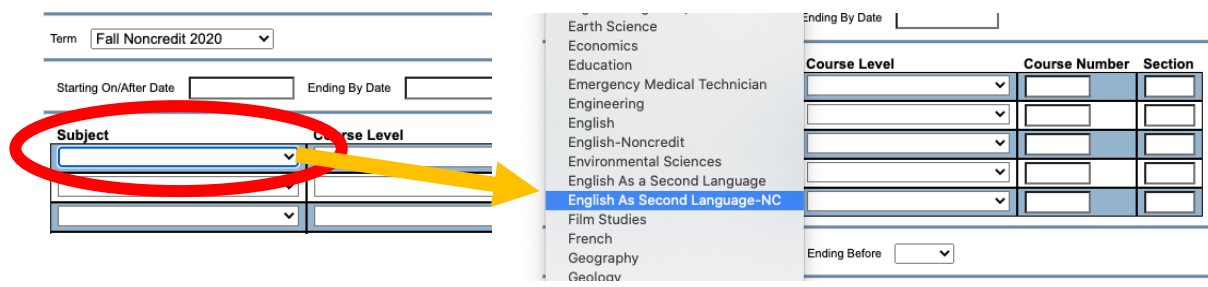 Term Fall Noncredit 2020
Starting On/After Date Ending By Date
Subject Course Level
Earth Science
Economics
Education
Emergency Medical Technician
Engineering
English
English-Noncredit
Environmental Sciences
English As a Second Language
English As Second Language-NC
Film Studies
French
Geography
Geology
Ending By Date
Course Level Course Number Section
Ending Before